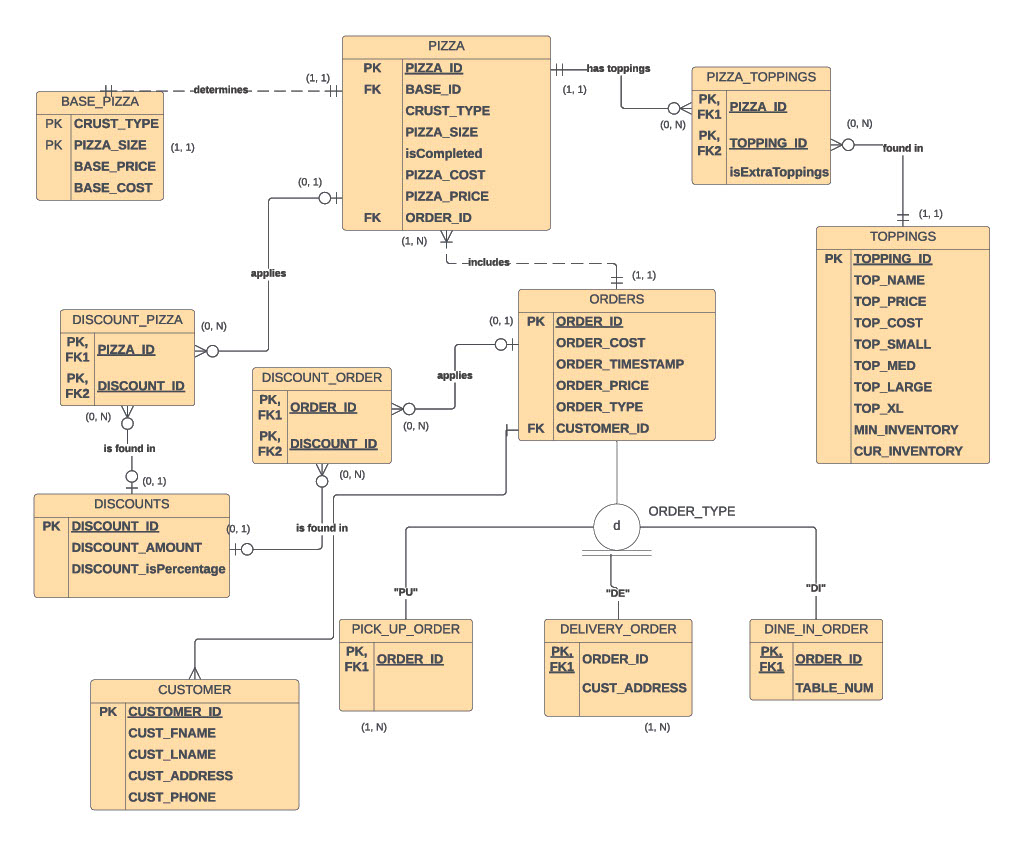 PIZZA
PK PIZZA_ID
FK BASE_ID
CRUST_TYPE
PIZZA_SIZE
isCompleted
PIZZA_COST
PIZZA_PRICE
FK ORDER_ID
(1, 1)
determines
BASE_PIZZA
PK CRUST_TYPE
PK PIZZA_SIZE
BASE_PRICE
BASE_COST
(1, 1)
has toppings
(1, 1)
(0, N)
PIZZA_TOPPINGS
PK, FK1 PIZZA_ID
PK, FK2 TOPPING_ID
isExtraToppings
(0, N)
found in
(1, 1)
TOPPINGS
PK TOPPING_ID
TOP_NAME
TOP_PRICE
TOP_COST
TOP_SMALL
TOP_MED
TOP_LARGE
TOP_XL
MIN_INVENTORY
CUR_INVENTORY
(0, 1)
applies
(0, N)
(1, N)
includes
(1, 1)
ORDERS
PK ORDER_ID
ORDER_COST
ORDER_TIMESTAMP
ORDER_PRICE
ORDER_TYPE
FK CUSTOMER_ID
DISCOUNT_PIZZA
PK, FK1 PIZZA_ID
PK, FK2 DISCOUNT_ID
(0, N)
is found in
(0, 1)
(0, 1)
applies
(0, N)
DISCOUNT_ORDER
PK, FK1 ORDER_ID
PK, FK2 DISCOUNT_ID
(0, N)
is found in
(0, 1)
DISCOUNTS
PK DISCOUNT_ID
DISCOUNT_AMOUNT
DISCOUNT_isPercentage
d
ORDER_TYPE
"PU"
"DE"
"DI"
PICK_UP_ORDER
PK, FK1 ORDER_ID
(1, N)
DELIVERY_ORDER
PK, FK1 ORDER_ID
CUST_ADDRESS
(1, N)
DINE_IN_ORDER
PK, FK1 ORDER_ID
TABLE_NUM
CUSTOMER
PK CUSTOMER_ID
CUST_FNAME
CUST_LNAME
CUST_ADDRESS
CUST_PHONE